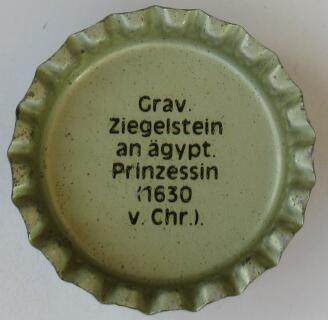 Grav.
Ziegelstein
an ägypt.
Prinzessin
(1630
v. Chr.).